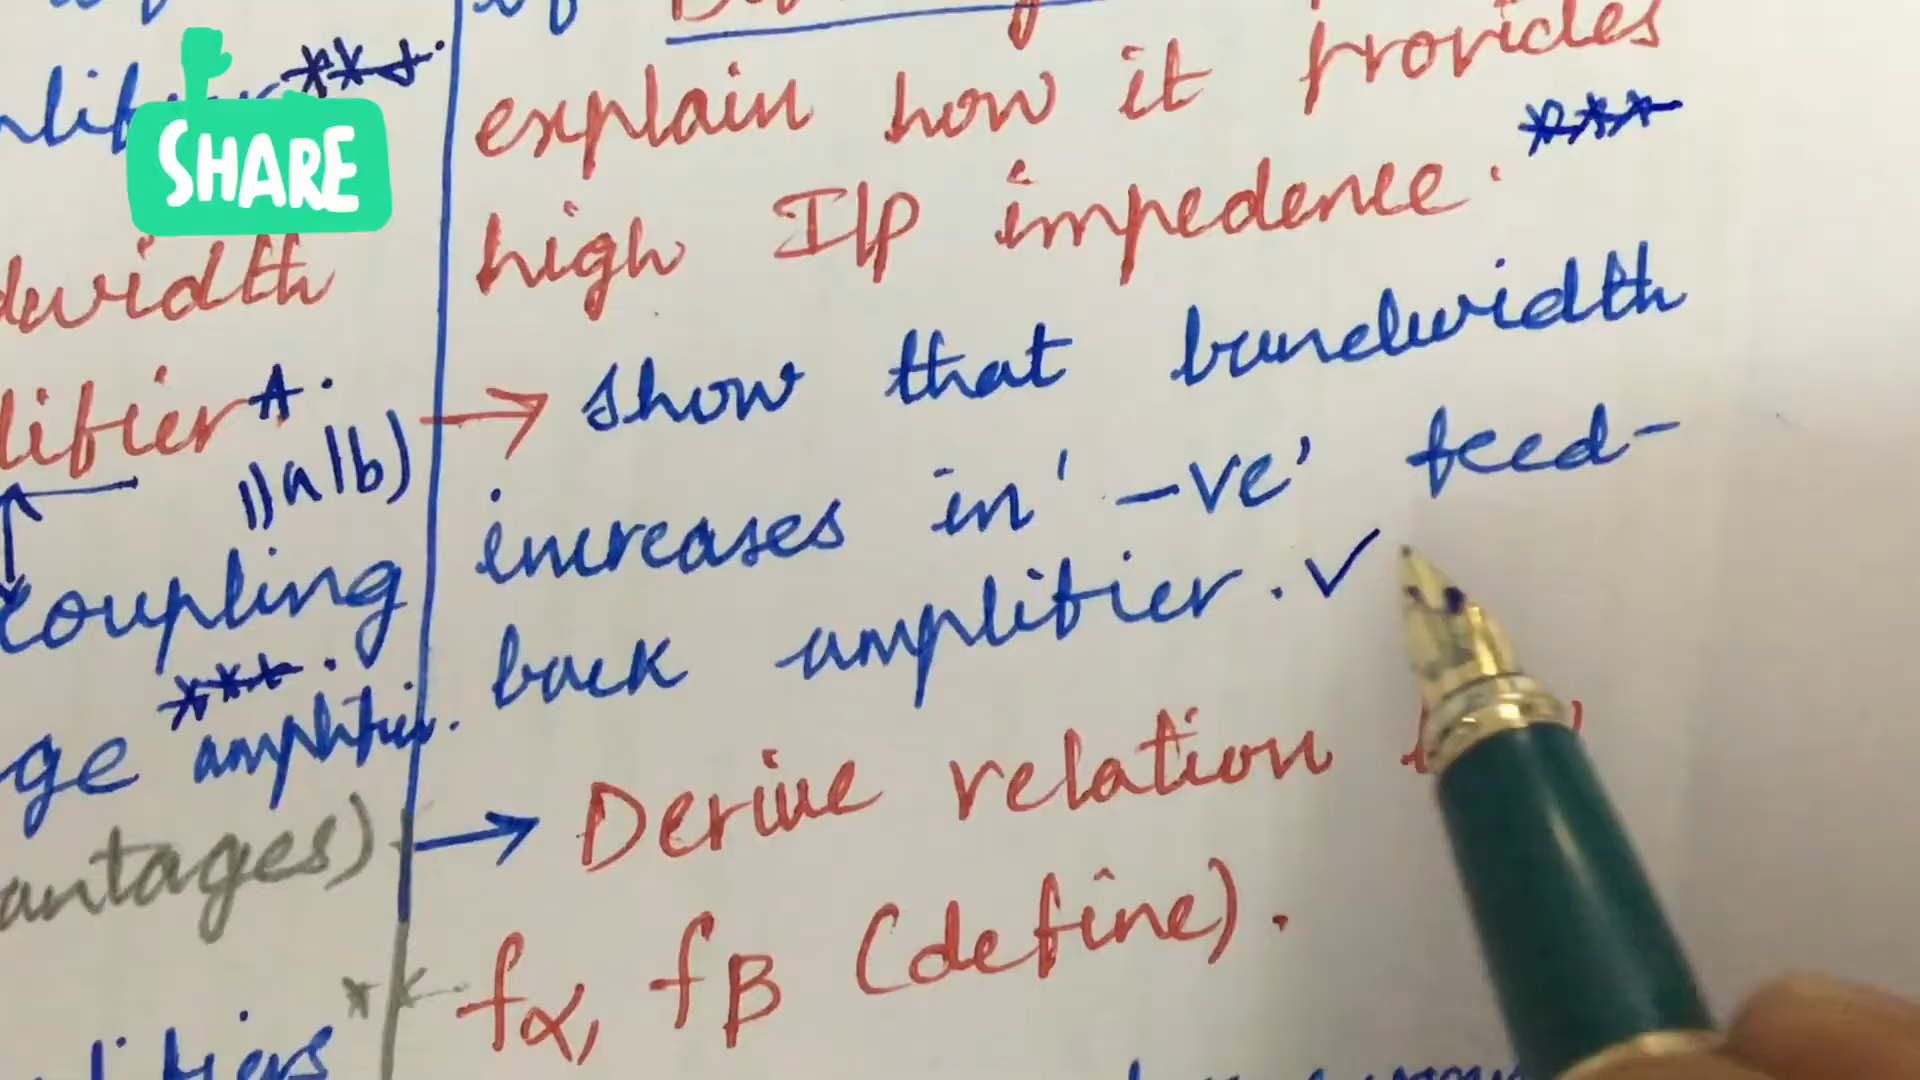 SHARE
dwidth
lifier *.
1) a/b)
coupling
*** .
ge amplifier.
antages)
**
explain how it provides
high I/p impedence. ***
→ Show that bandwidth
increases in '-ve' feed-
back amplifier. ✓
→ Derive relation
fα, fβ (define).